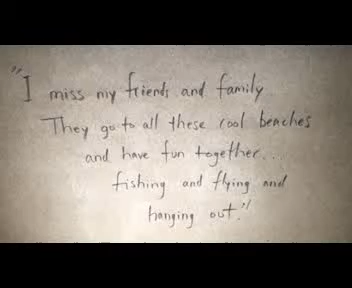 "I miss my friends and family
They go to all these cool beaches
and have fun together...
fishing and flying and
hanging out."